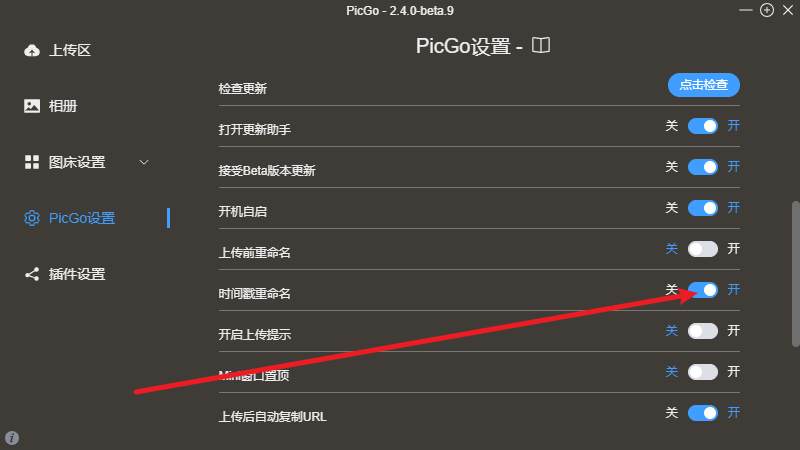 PicGo - 2.4.0-beta.9
上传区
相册
图床设置
PicGo设置
插件设置
PicGo设置 -
检查更新 点击检查
打开更新助手 关 开
接受Beta版本更新 关 开
开机自启 关 开
上传前重命名 关 开
时间戳重命名 关 开
开启上传提示 关 开
Mini窗口置顶 关 开
上传后自动复制URL 关 开